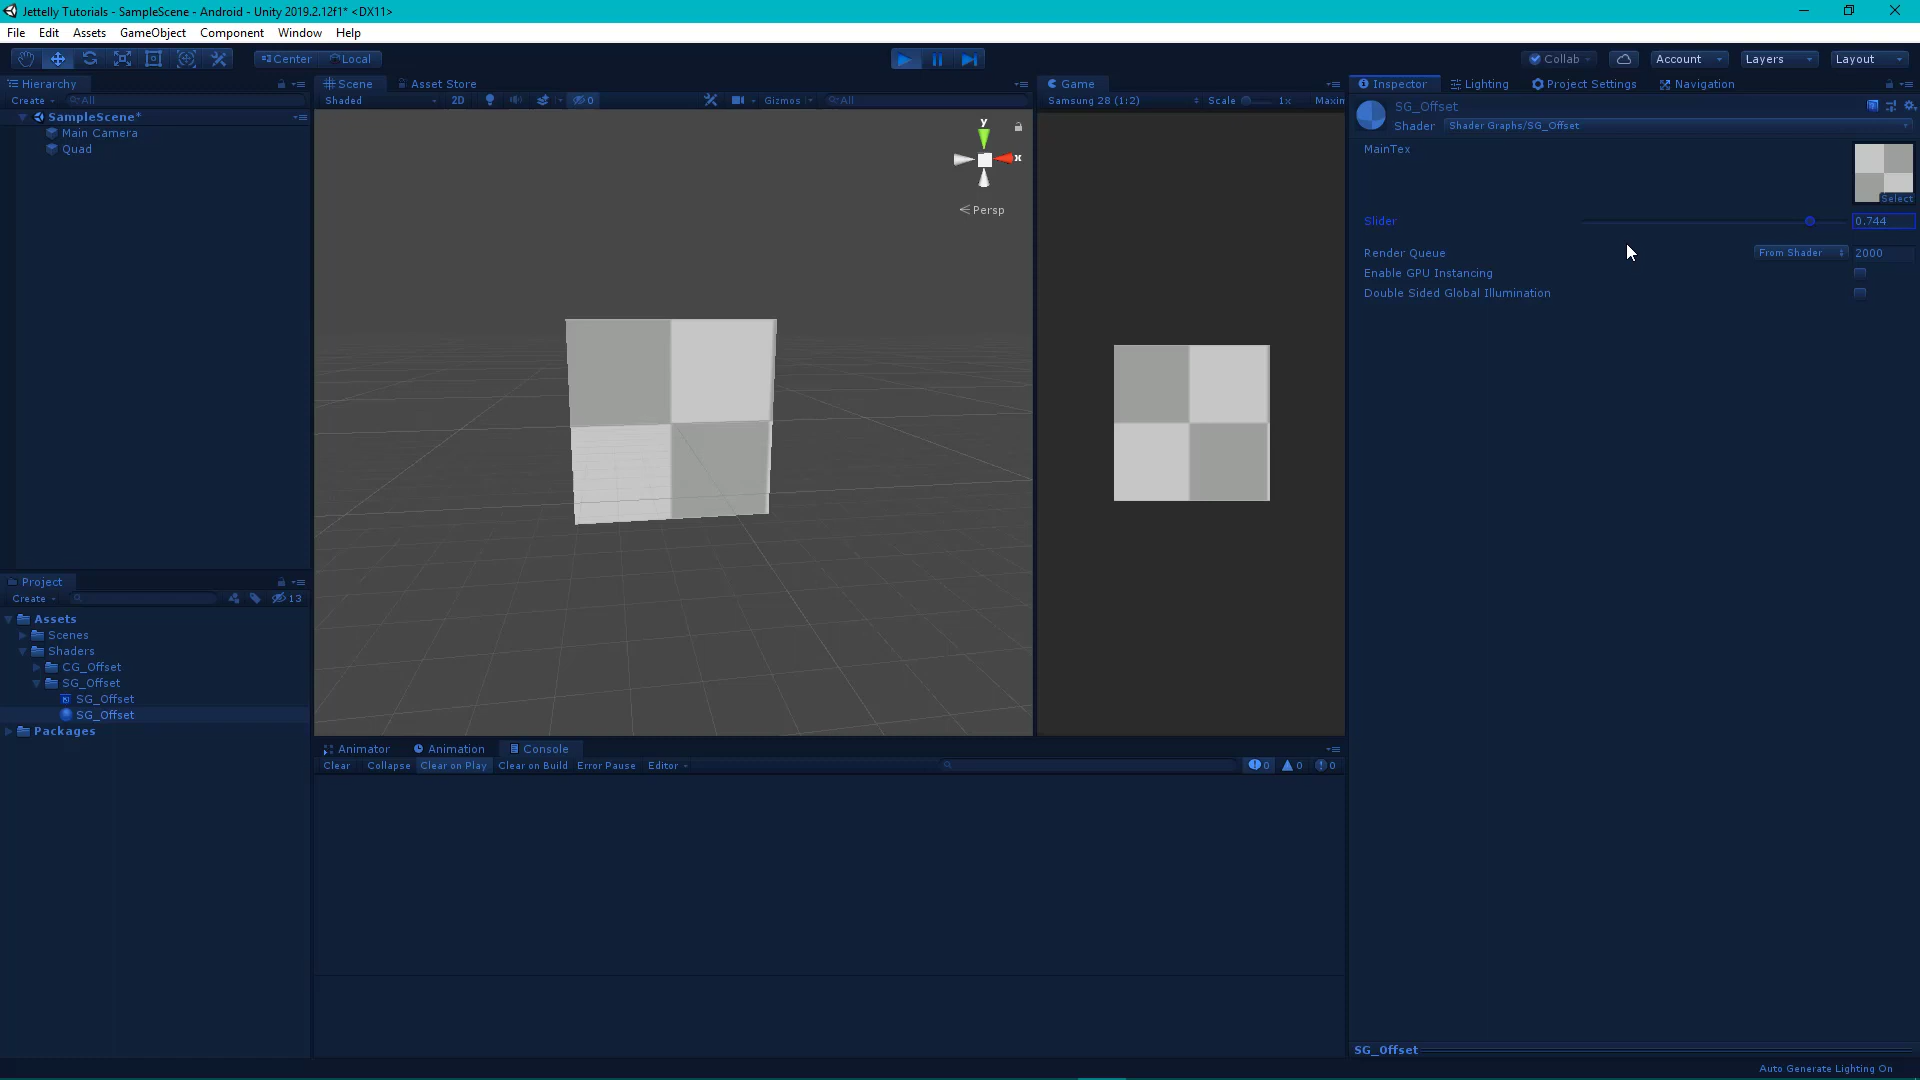 Jettelly Tutorials - SampleScene - Android - Unity 2019.2.12f1* <DX11>
File Edit Assets GameObject Component Window Help
Center Local
Collab Account Layers Layout
Hierarchy
Create All
SampleScene*
Main Camera
Quad
Scene Asset Store
Shaded 2D 0 Gizmos All
y
x
Persp
Game
Samsung 28 (1:2) Scale 1x Maxin
Inspector Lighting Project Settings Navigation
SG_Offset
Shader Shader Graphs/SG_Offset
MainTex
Select
Slider 0.744
Render Queue From Shader 2000
Enable GPU Instancing
Double Sided Global Illumination
Project
Create 13
Assets
Scenes
Shaders
CG_Offset
SG_Offset
SG_Offset
SG_Offset
Packages
Animator Animation Console
Clear Collapse Clear on Play Clear on Build Error Pause Editor 0 0 0
SG_Offset
Auto Generate Lighting On